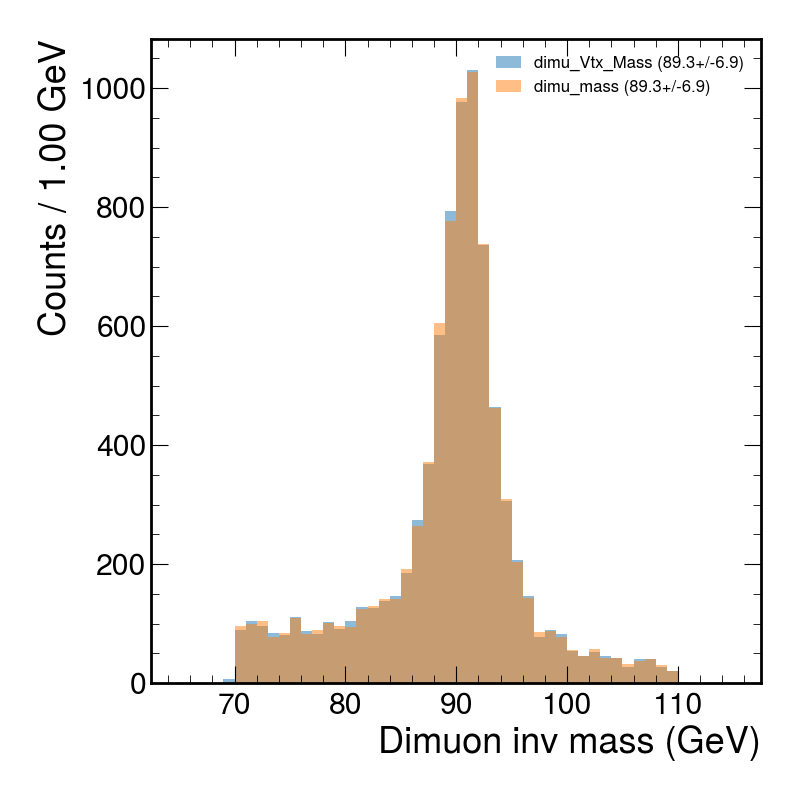 Counts / 1.00 GeV
dimu_Vtx_Mass (89.3+/-6.9)
dimu_mass (89.3+/-6.9)
1000
800
600
400
200
0
70 80 90 100 110
Dimuon inv mass (GeV)